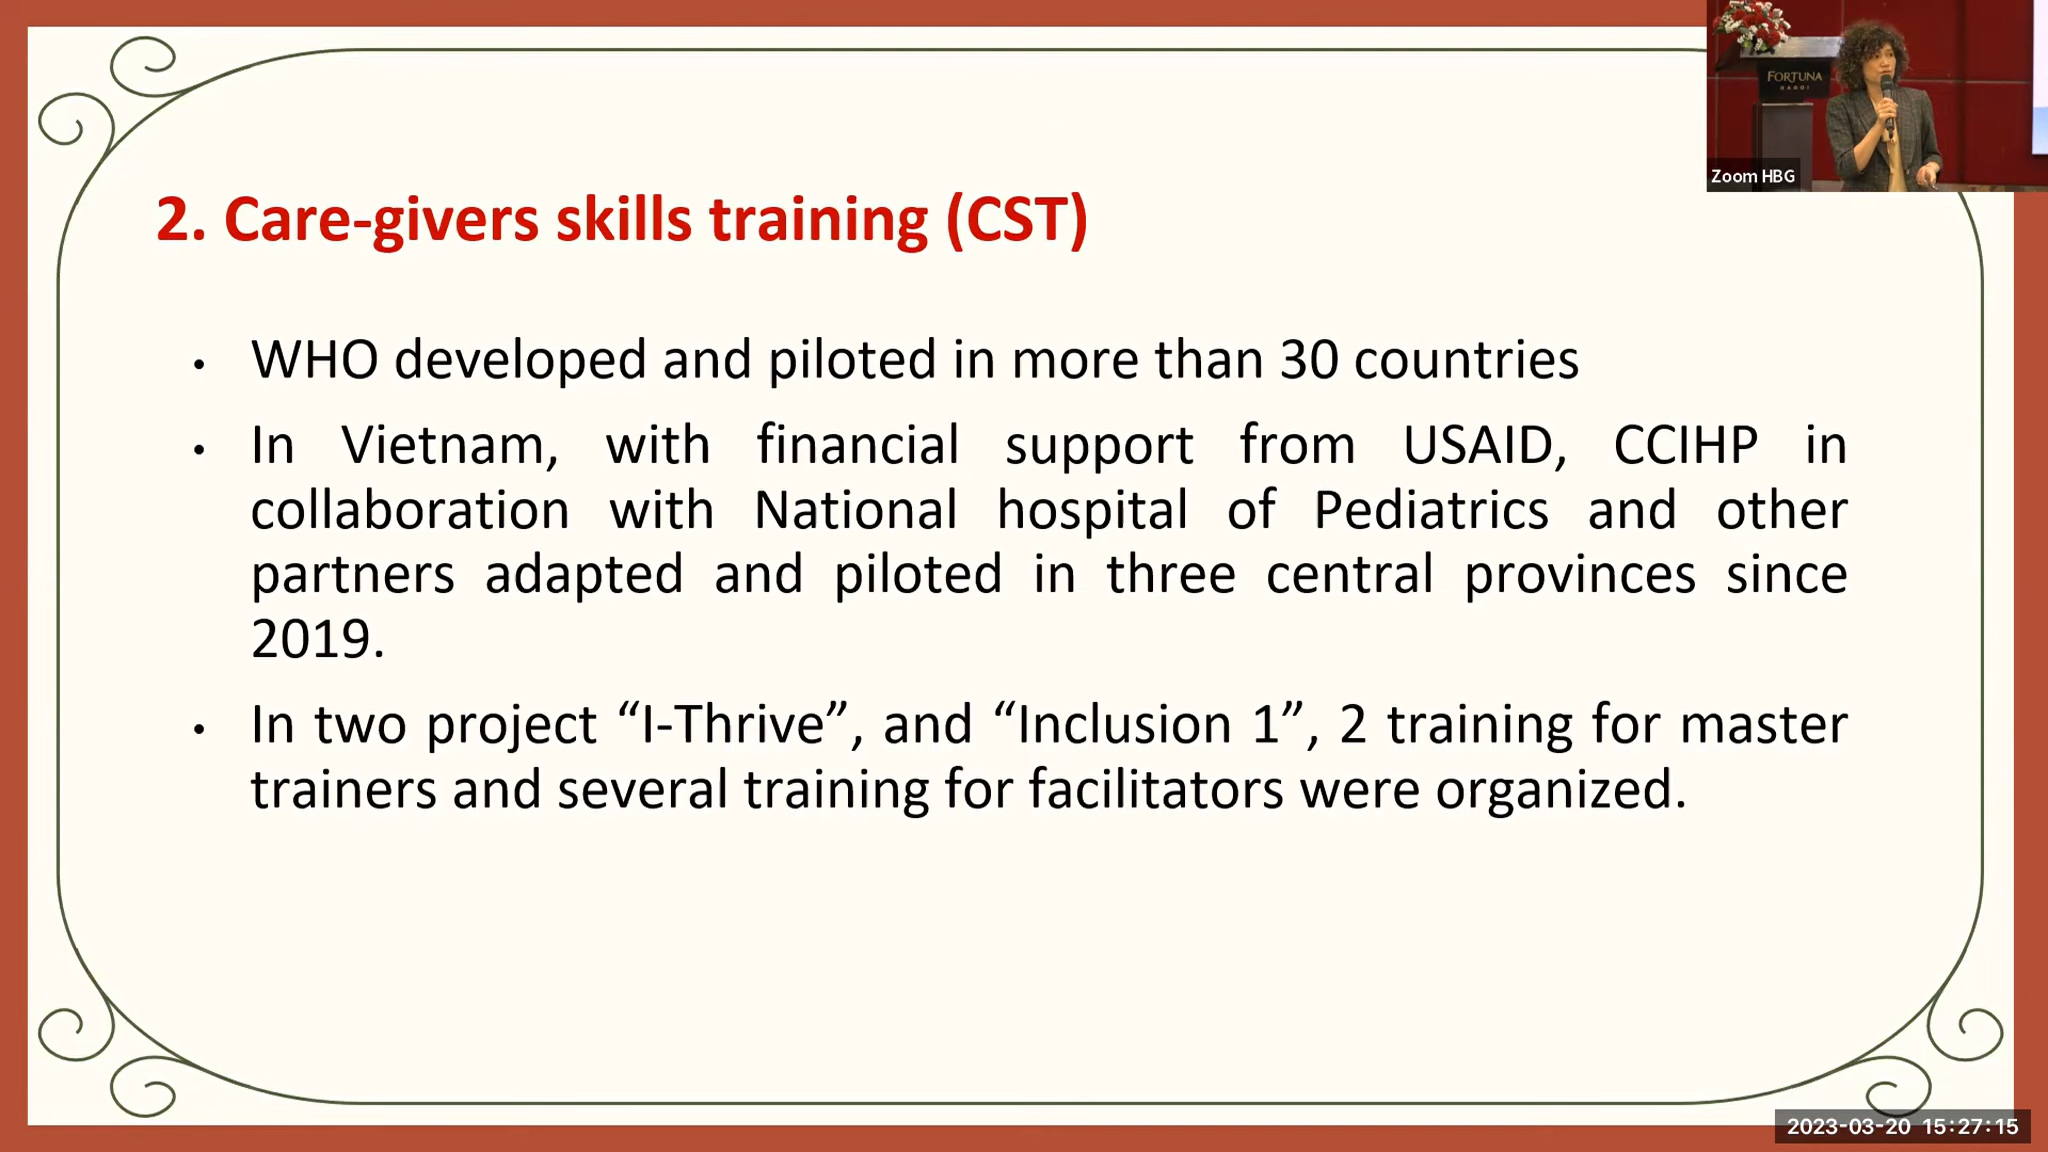 FORTUNA
HANOI
Zoom HBG
2. Care-givers skills training (CST)
• WHO developed and piloted in more than 30 countries
• In Vietnam, with financial support from USAID, CCIHP in
collaboration with National hospital of Pediatrics and other
partners adapted and piloted in three central provinces since
2019.
• In two project “I-Thrive”, and “Inclusion 1”, 2 training for master
trainers and several training for facilitators were organized.
2023-03-20 15:27:15